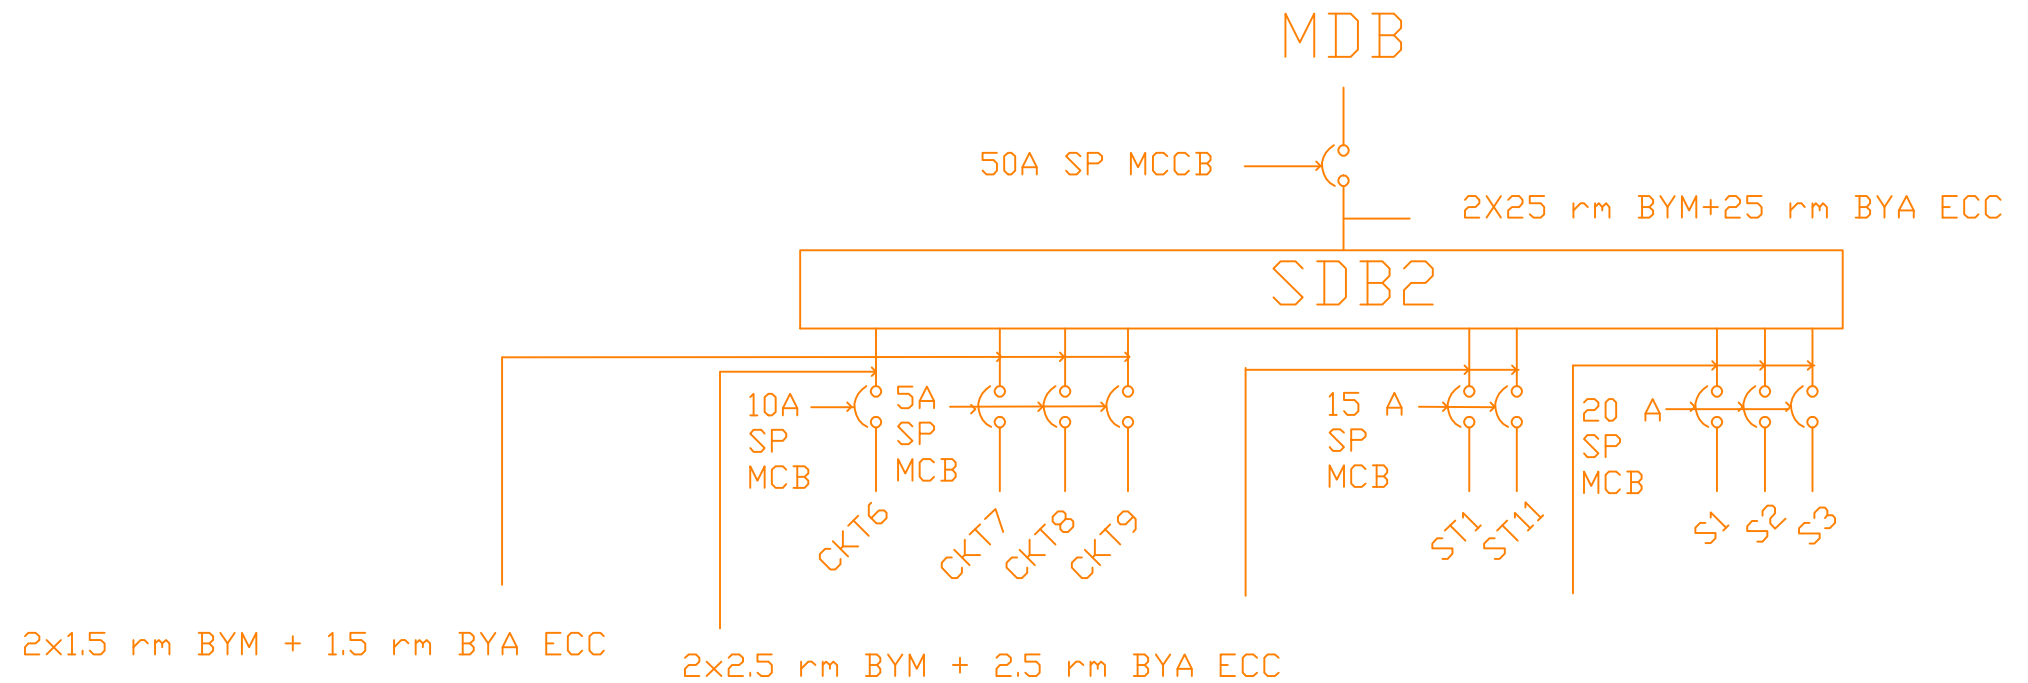 MDB
50A SP MCCB
2X25 rm BYM+25 rm BYA ECC
SDB2
10A
SP
MCB
5A
SP
MCB
15 A
SP
MCB
20 A
SP
MCB
CKT6
CKT7
CKT8
CKT9
ST1
ST11
S1
S2
S3
2x1.5 rm BYM + 1.5 rm BYA ECC
2x2.5 rm BYM + 2.5 rm BYA ECC